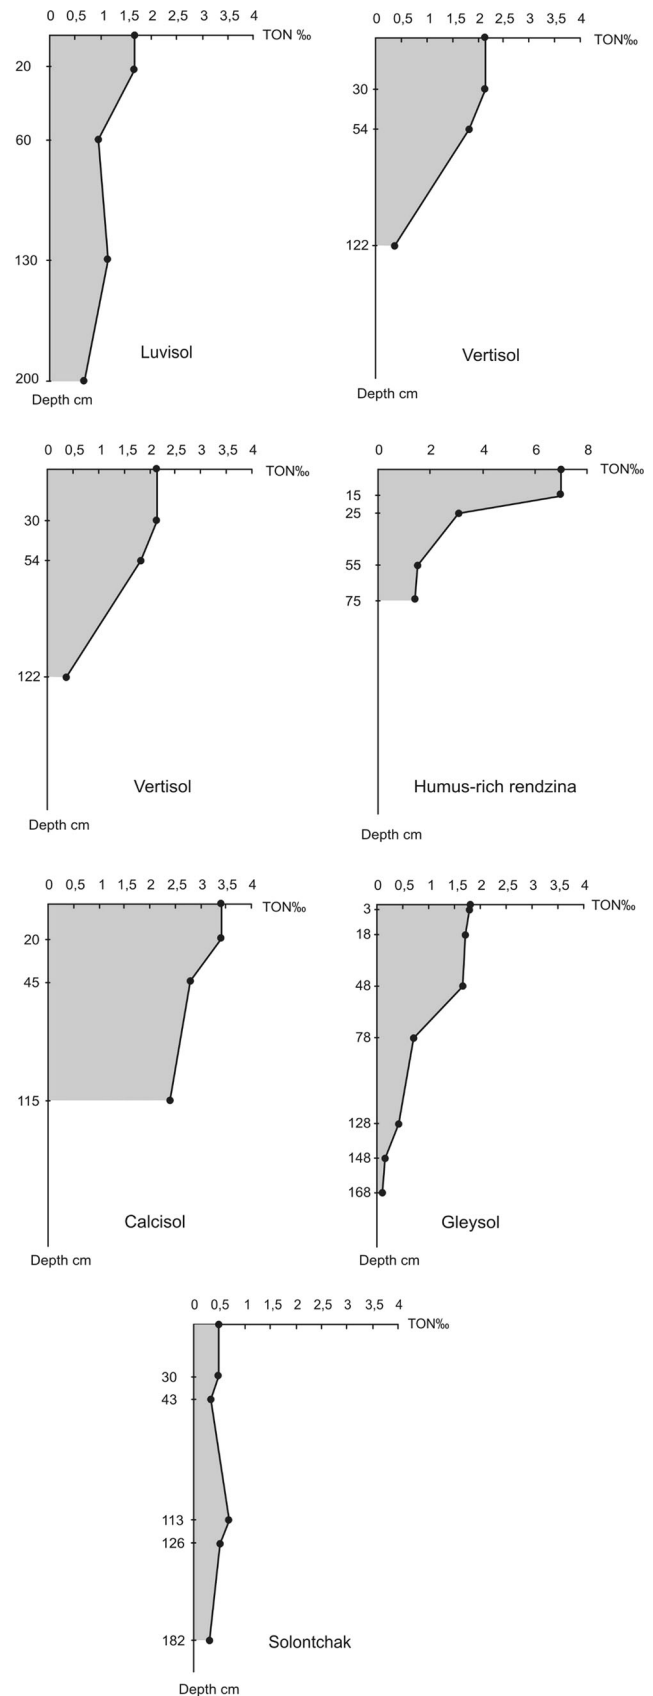 0 0,5 1 1,5 2 2,5 3 3,5 4
TON ‰
20
60
130
200
Depth cm
Luvisol
0 0,5 1 1,5 2 2,5 3 3,5 4
TON‰
30
54
122
Vertisol
Depth cm
0 0,5 1 1,5 2 2,5 3 3,5 4
TON‰
30
54
122
Vertisol
Depth cm
0 2 4 6 8
TON‰
15
25
55
75
Humus-rich rendzina
Depth cm
0 0,5 1 1,5 2 2,5 3 3,5 4
TON‰
20
45
115
Calcisol
Depth cm
0 0,5 1 1,5 2 2,5 3 3,5 4
TON‰
3
18
48
78
128
148
168
Gleysol
Depth cm
0 0,5 1 1,5 2 2,5 3 3,5 4
TON‰
30
43
113
126
182
Solontchak
Depth cm